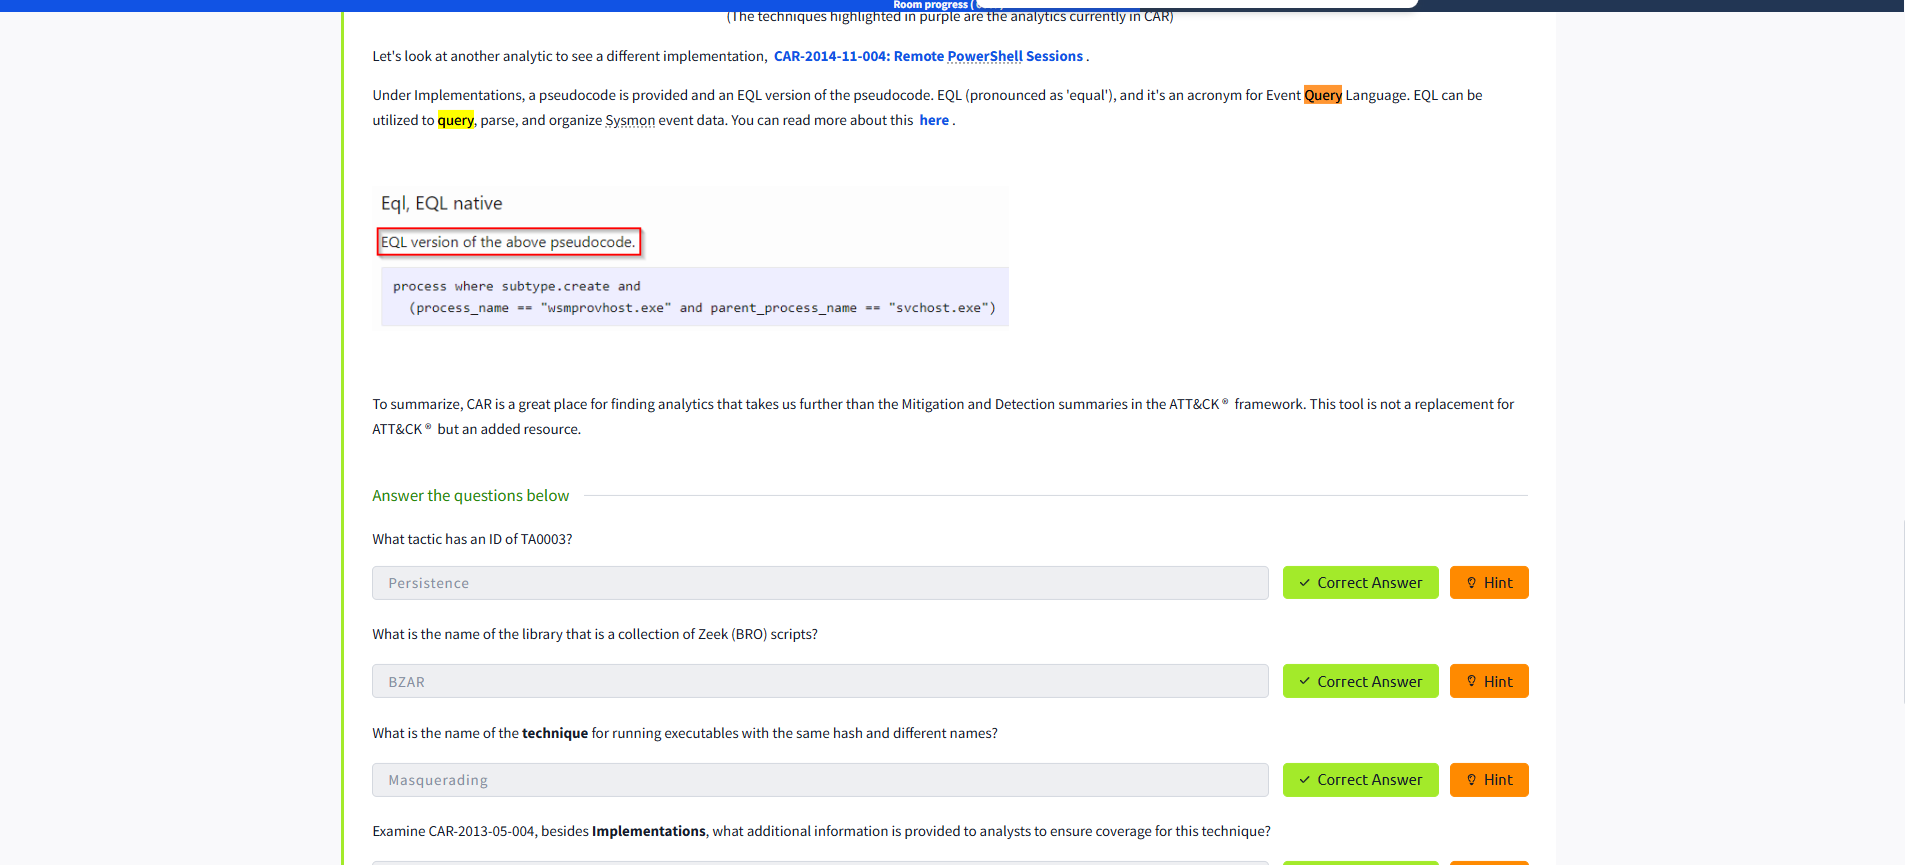 Room progress (
(The techniques highlighted in purple are the analytics currently in CAR)
Let's look at another analytic to see a different implementation, CAR-2014-11-004: Remote PowerShell Sessions .
Under Implementations, a pseudocode is provided and an EQL version of the pseudocode. EQL (pronounced as 'equal'), and it's an acronym for Event Query Language. EQL can be
utilized to query, parse, and organize Sysmon event data. You can read more about this here .
Eql, EQL native
EQL version of the above pseudocode.
process where subtype.create and
(process_name == "wsmprovhost.exe" and parent_process_name == "svchost.exe")
To summarize, CAR is a great place for finding analytics that takes us further than the Mitigation and Detection summaries in the ATT&CK® framework. This tool is not a replacement for
ATT&CK® but an added resource.
Answer the questions below
What tactic has an ID of TA0003?
Persistence
Correct Answer
Hint
What is the name of the library that is a collection of Zeek (BRO) scripts?
BZAR
Correct Answer
Hint
What is the name of the technique for running executables with the same hash and different names?
Masquerading
Correct Answer
Hint
Examine CAR-2013-05-004, besides Implementations, what additional information is provided to analysts to ensure coverage for this technique?